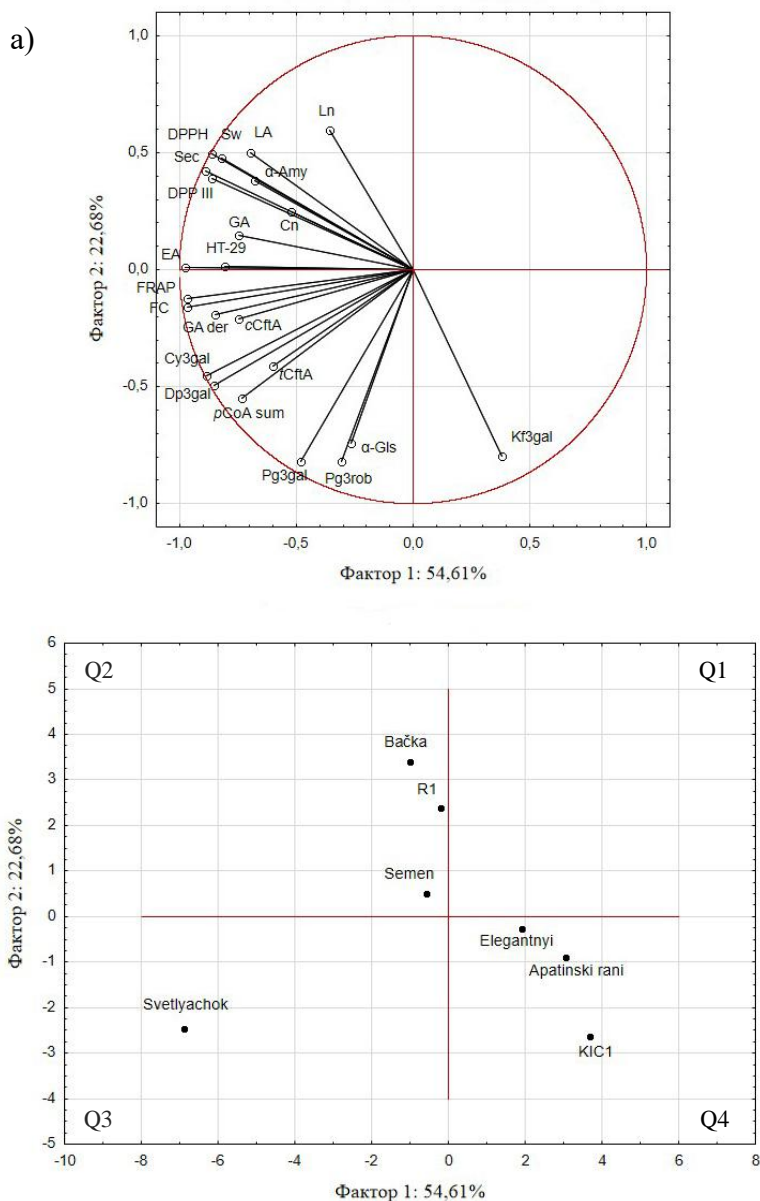 a)
1,0
0,5
0,0
-0,5
-1,0
Фактор 2: 22,68%
Ln
DPPH Sw LA
Sec α-Amy
DPP III
GA Cn
EA HT-29
FRAP
FC
GA der cCftA
Cy3gal
tCftA
Dp3gal
pCoA sum
α-Gls Kf3gal
Pg3gal Pg3rob
-1,0 -0,5 0,0 0,5 1,0
Фактор 1: 54,61%
6
5
4
3
2
1
0
-1
-2
-3
-4
-5
Фактор 2: 22,68%
Q2 Q1
Bačka
R1
Semen
Elegantnyi
Apatinski rani
Svetlyachok
KIC1
Q3 Q4
-10 -8 -6 -4 -2 0 2 4 6 8
Фактор 1: 54,61%